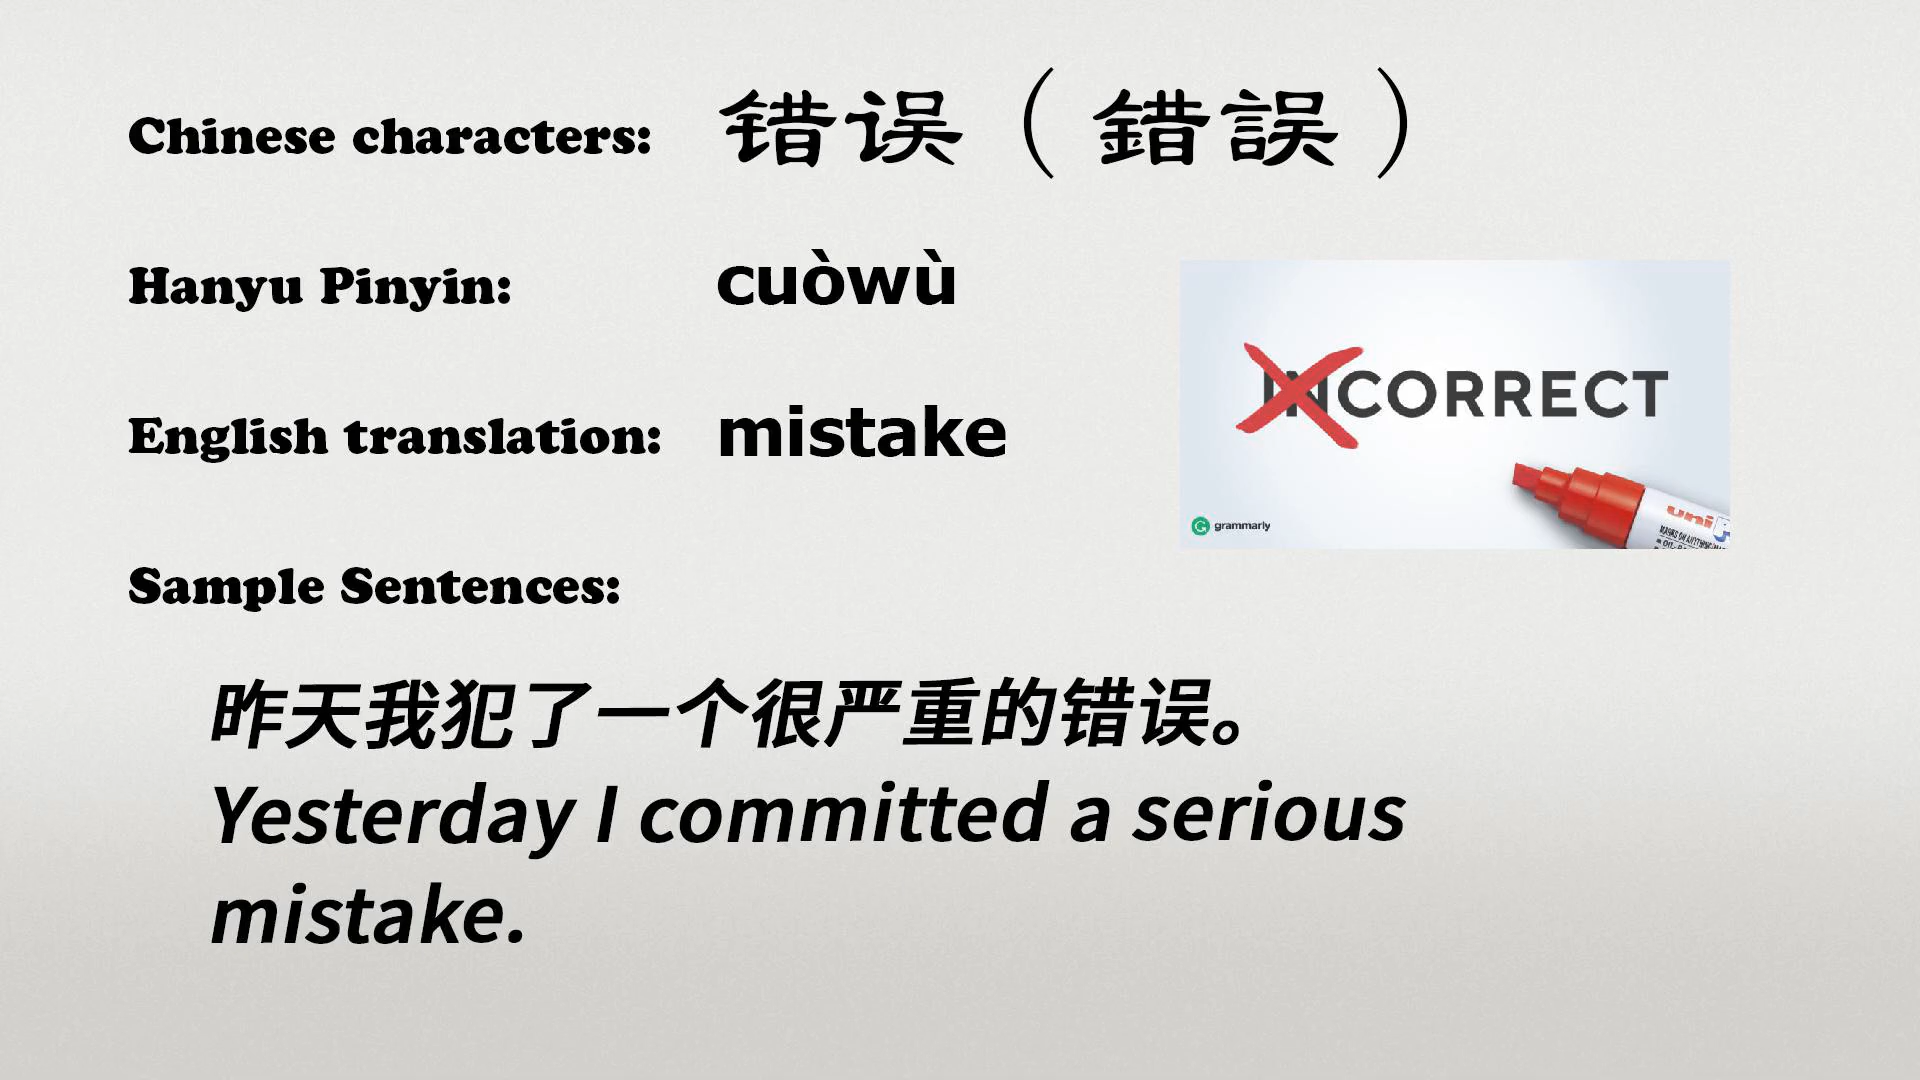 Chinese characters: 错误（錯誤）
Hanyu Pinyin: cuòwù
English translation: mistake
INCORRECT
uni
grammarly
Sample Sentences:
昨天我犯了一个很严重的错误。
Yesterday I committed a serious
mistake.